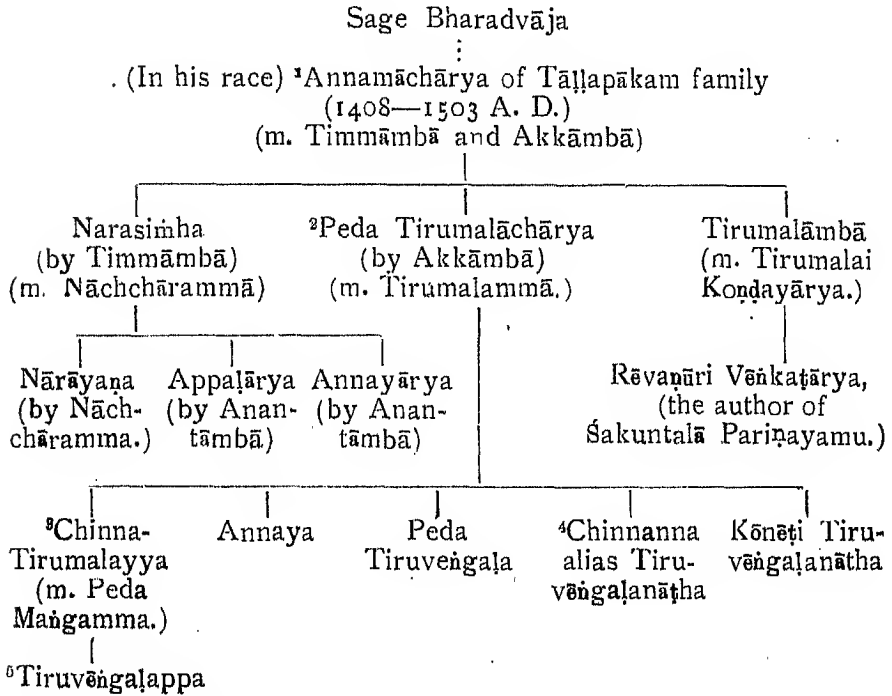 Sage Bharadvāja
. (In his race) ¹Annamāchārya of Tāḷḷapākam family
(1408—1503 A. D.)
(m. Timmāmbā and Akkāmbā)
Narasiṁha ²Peda Tirumalāchārya Tirumalāmbā
(by Timmāmbā) (by Akkāmbā) (m. Tirumalai
(m. Nāchchārammā) (m. Tirumalammā.) Koṇḍayārya.)
Nārāyaṇa Appaḷārya Annayārya Rēvaṇūri Vēṅkaṭārya,
(by Nāch- (by Anan- (by Anan- (the author of
chāramma.) tāmbā) tāmbā) Śakuntalā Pariṇayamu.)
³Chinna- Annaya Peda ⁴Chinnanna Kōnēṭi Tiru-
Tirumalayya Tiruveṅgaḷa alias Tiru- vēṅgaḷanātha
(m. Peda vēṅgaḷanāṭha
Maṅgamma.)
⁵Tiruvēṅgaḷappa